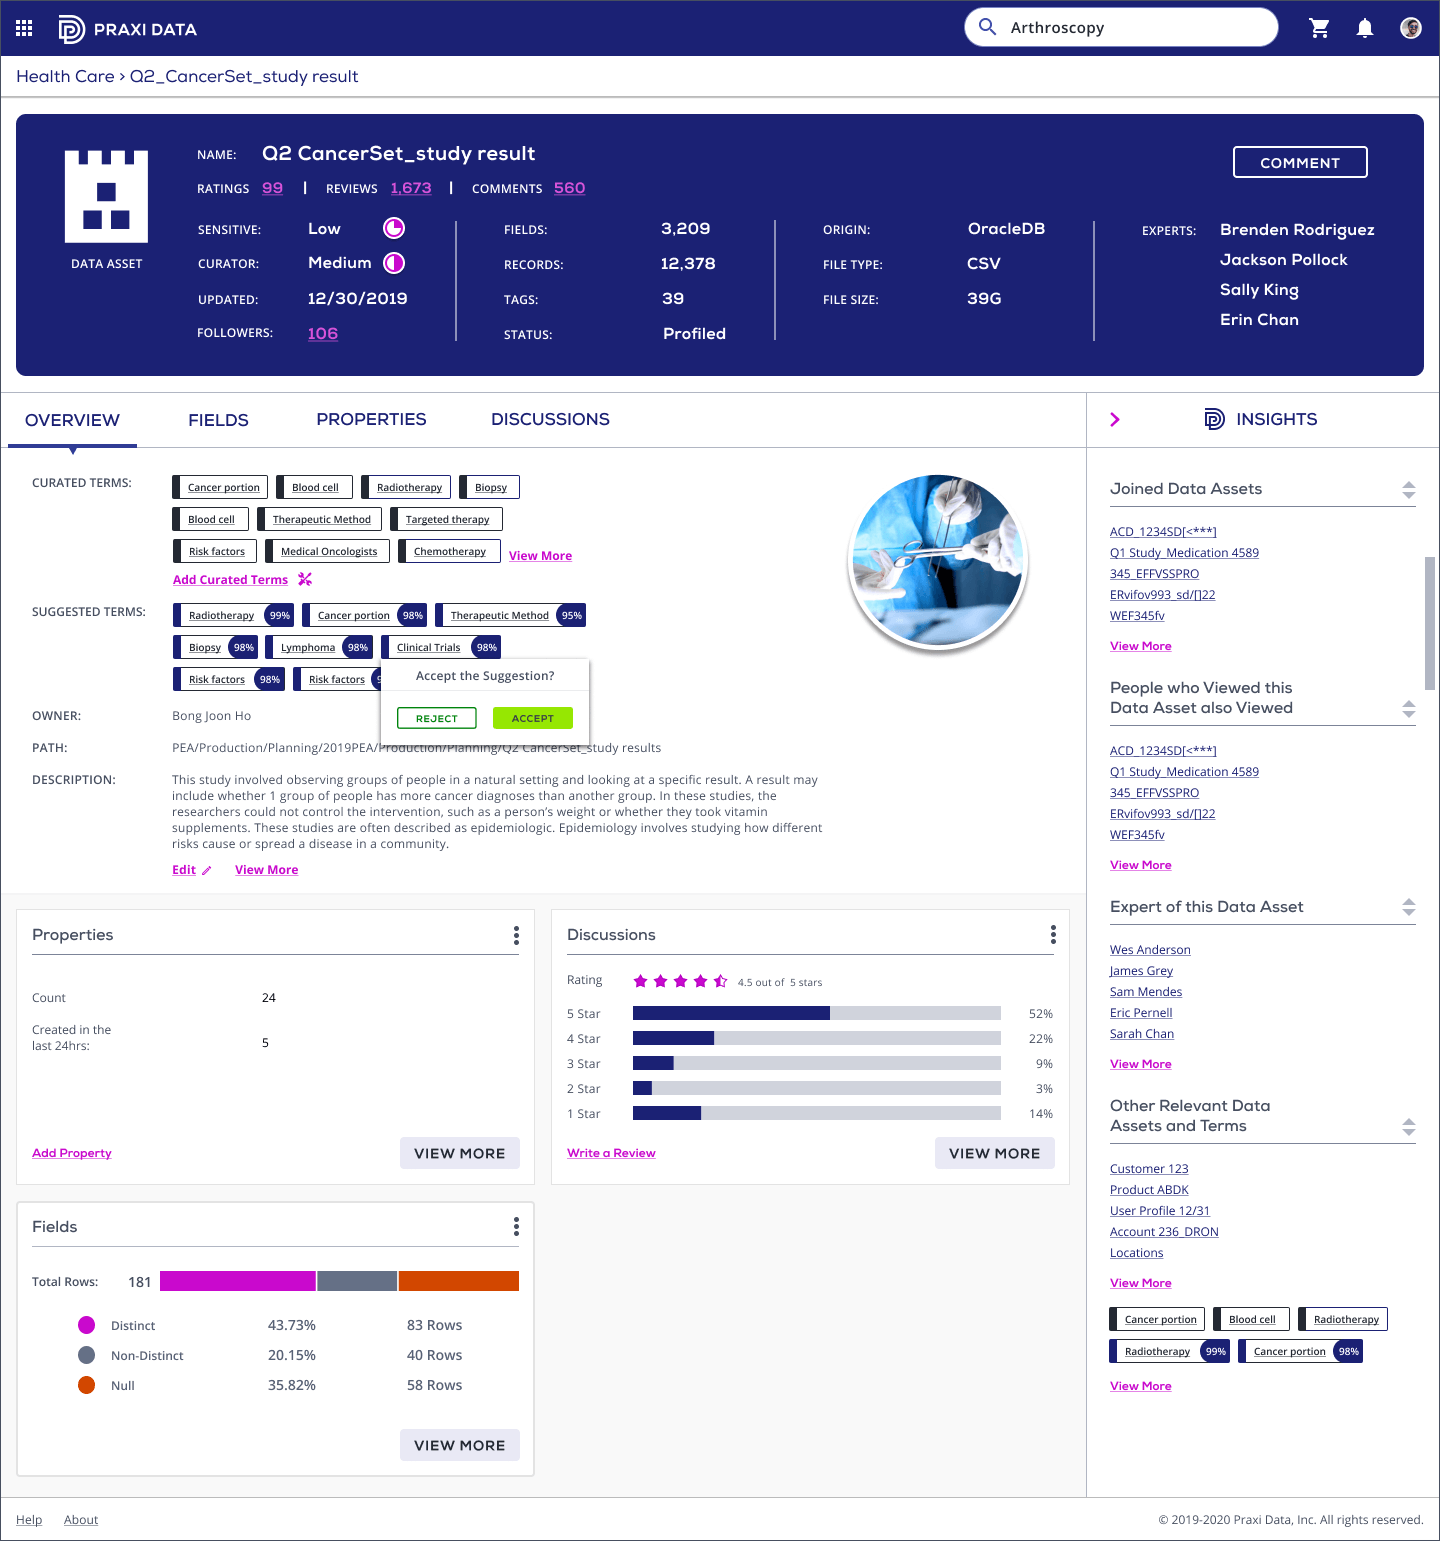 PRAXI DATA
Arthroscopy
Health Care › Q2_CancerSet_study result
NAME: Q2 CancerSet_study result
COMMENT
RATINGS 99 | REVIEWS 1,673 | COMMENTS 560
DATA ASSET
SENSITIVE: Low
CURATOR: Medium
UPDATED: 12/30/2019
FOLLOWERS: 106
FIELDS: 3,209
RECORDS: 12,378
TAGS: 39
STATUS: Profiled
ORIGIN: OracleDB
FILE TYPE: CSV
FILE SIZE: 39G
EXPERTS: Brenden Rodriguez
Jackson Pollock
Sally King
Erin Chan
OVERVIEW FIELDS PROPERTIES DISCUSSIONS
CURATED TERMS: Cancer portion Blood cell Radiotherapy Biopsy
Blood cell Therapeutic Method Targeted therapy
Risk factors Medical Oncologists Chemotherapy View More
Add Curated Terms
SUGGESTED TERMS: Radiotherapy 99% Cancer portion 98% Therapeutic Method 95%
Biopsy 98% Lymphoma 98% Clinical Trials 98%
Risk factors 98% Risk factors
Accept the Suggestion?
REJECT ACCEPT
OWNER: Bong Joon Ho
PATH: PEA/Production/Planning/2019PEA/Production/Planning/Q2 CancerSet_study results
DESCRIPTION: This study involved observing groups of people in a natural setting and looking at a specific result. A result may
include whether 1 group of people has more cancer diagnoses than another group. In these studies, the
researchers could not control the intervention, such as a person's weight or whether they took vitamin
supplements. These studies are often described as epidemiologic. Epidemiology involves studying how different
risks cause or spread a disease in a community.
Edit View More
Properties
Count 24
Created in the
last 24hrs: 5
Add Property VIEW MORE
Discussions
Rating 4.5 out of 5 stars
5 Star 52%
4 Star 22%
3 Star 9%
2 Star 3%
1 Star 14%
Write a Review VIEW MORE
Fields
Total Rows: 181
Distinct 43.73% 83 Rows
Non-Distinct 20.15% 40 Rows
Null 35.82% 58 Rows
VIEW MORE
INSIGHTS
Joined Data Assets
ACD_1234SD[<***]
Q1 Study_Medication 4589
345_EFFVSSPRO
ERvifov993_sd/[]22
WEF345fv
View More
People who Viewed this
Data Asset also Viewed
ACD_1234SD[<***]
Q1 Study_Medication 4589
345_EFFVSSPRO
ERvifov993_sd/[]22
WEF345fv
View More
Expert of this Data Asset
Wes Anderson
James Grey
Sam Mendes
Eric Pernell
Sarah Chan
View More
Other Relevant Data
Assets and Terms
Customer 123
Product ABDK
User Profile 12/31
Account 236_DRON
Locations
View More
Cancer portion Blood cell Radiotherapy
Radiotherapy 99% Cancer portion 98%
View More
Help About
© 2019-2020 Praxi Data, Inc. All rights reserved.